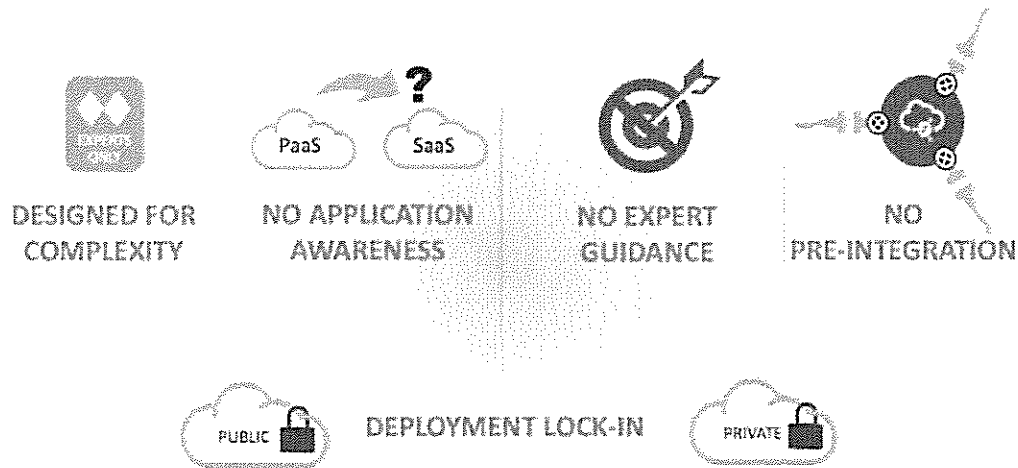 EXPERTS
ONLY
?
PaaS
SaaS
DESIGNED FOR
COMPLEXITY
NO APPLICATION
AWARENESS
NO EXPERT
GUIDANCE
NO
PRE-INTEGRATION
PUBLIC
DEPLOYMENT LOCK-IN
PRIVATE